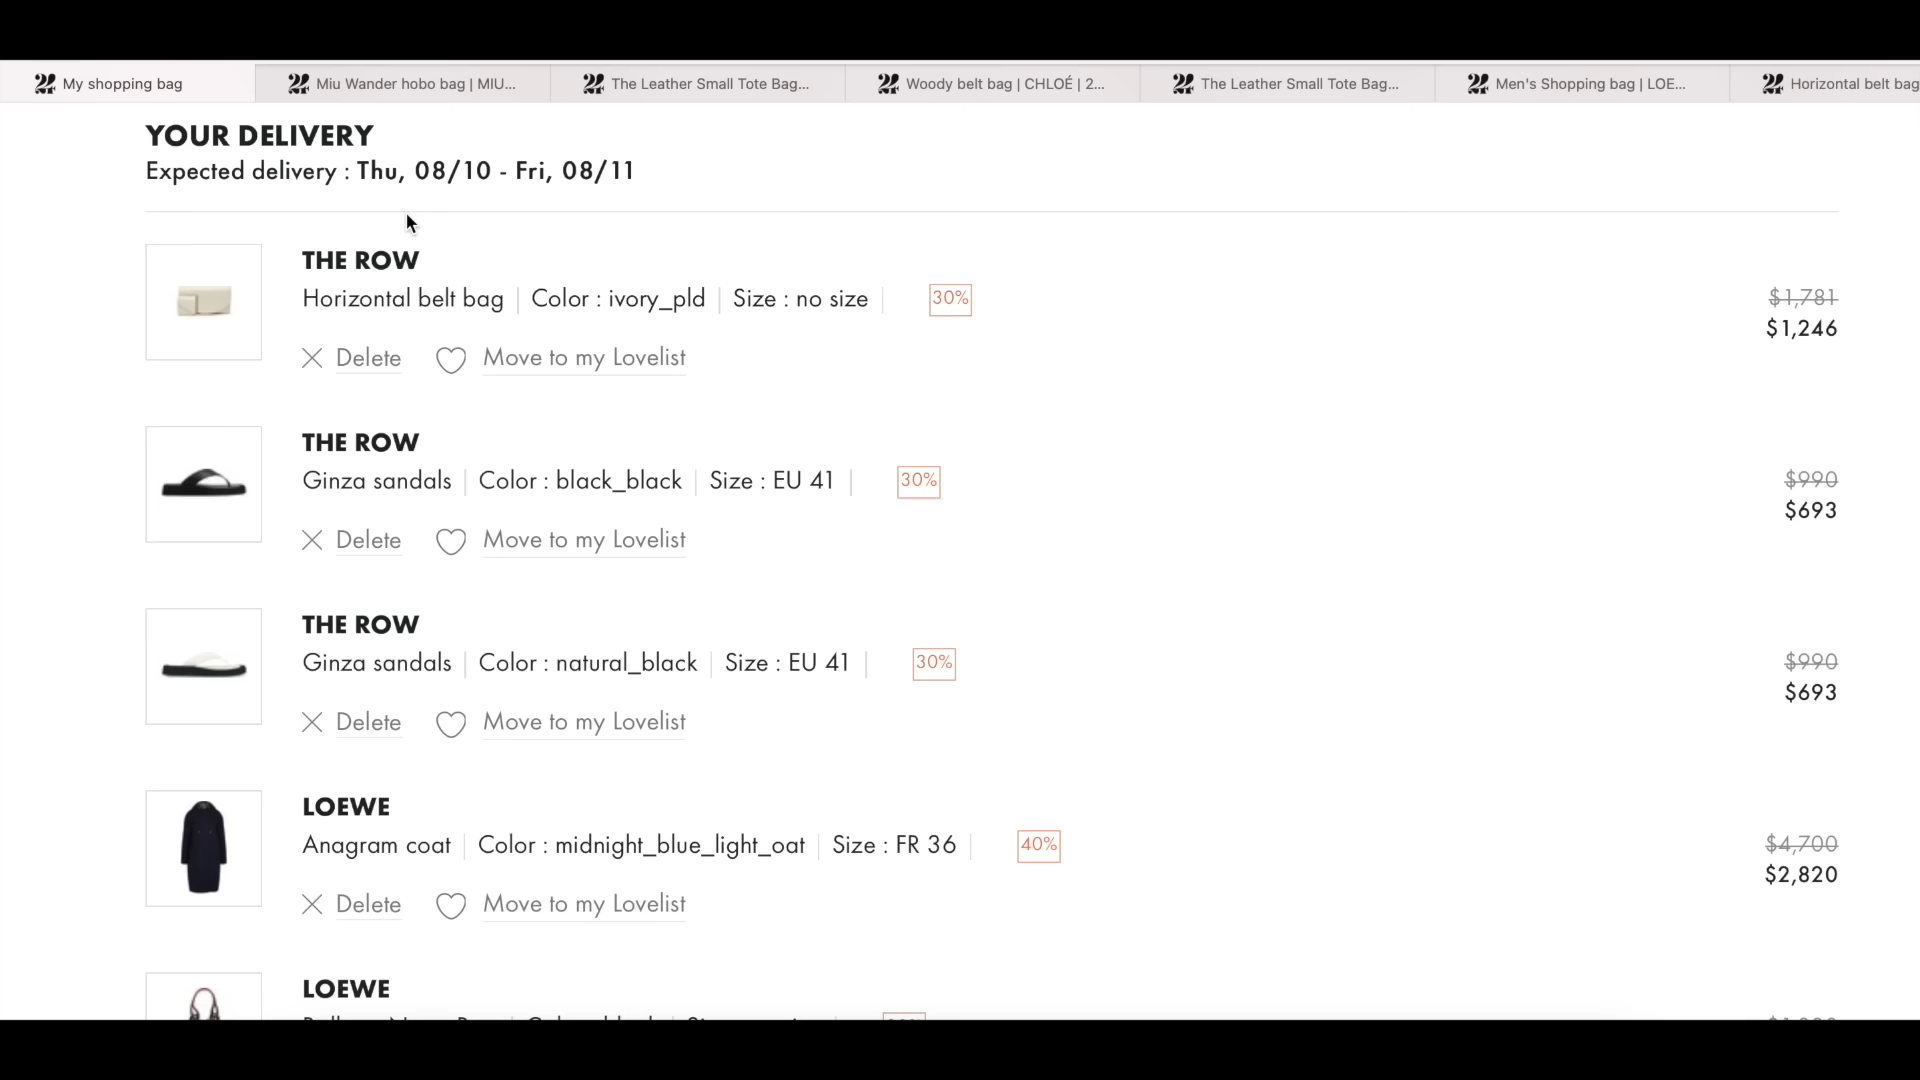 My shopping bag
Miu Wander hobo bag | MIU...
The Leather Small Tote Bag...
Woody belt bag | CHLOÉ | 2...
The Leather Small Tote Bag...
Men's Shopping bag | LOE...
Horizontal belt bag
YOUR DELIVERY
Expected delivery : Thu, 08/10 - Fri, 08/11
THE ROW
Horizontal belt bag | Color : ivory_pld | Size : no size | 30%
$1,781
$1,246
Delete Move to my Lovelist
THE ROW
Ginza sandals | Color : black_black | Size : EU 41 | 30%
$990
$693
Delete Move to my Lovelist
THE ROW
Ginza sandals | Color : natural_black | Size : EU 41 | 30%
$990
$693
Delete Move to my Lovelist
LOEWE
Anagram coat | Color : midnight_blue_light_oat | Size : FR 36 | 40%
$4,700
$2,820
Delete Move to my Lovelist
LOEWE